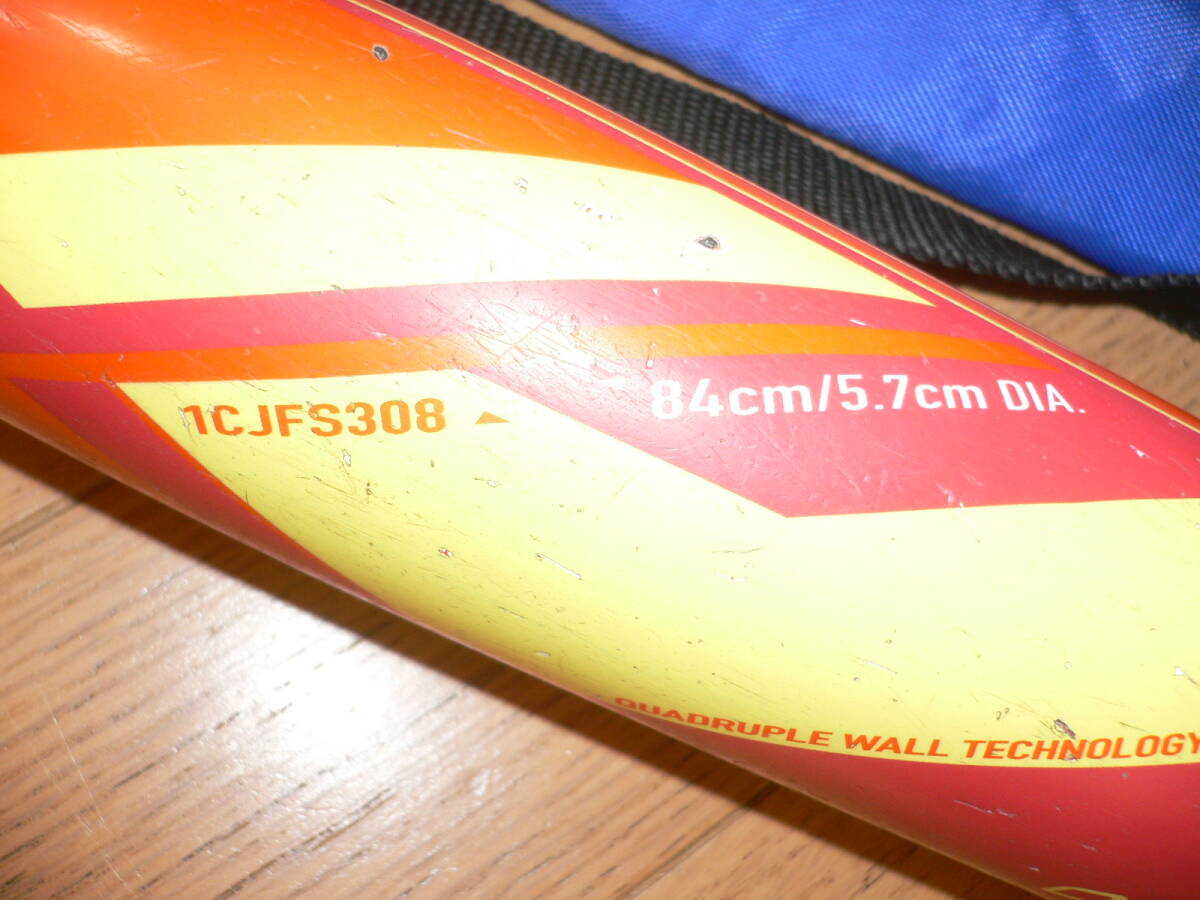 1CJFS308
84cm/5.7cm DIA.
QUADRUPLE WALL TECHNOLOGY